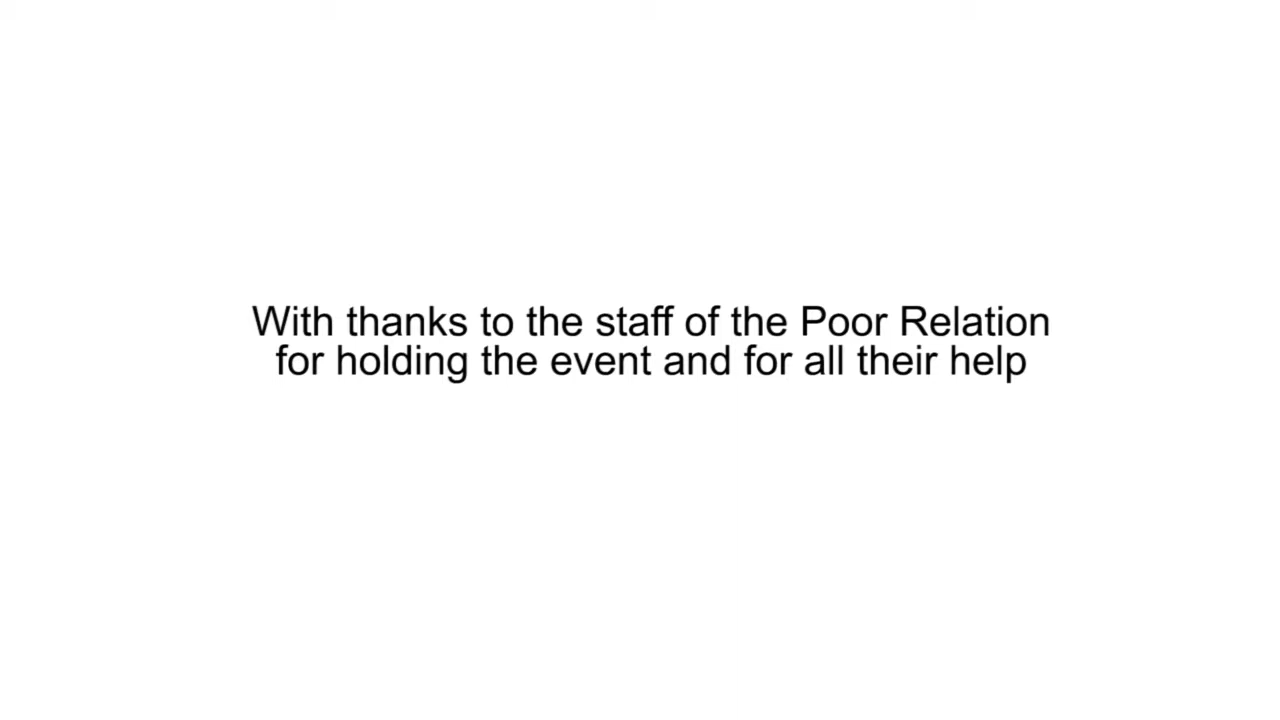 With thanks to the staff of the Poor Relation
for holding the event and for all their help